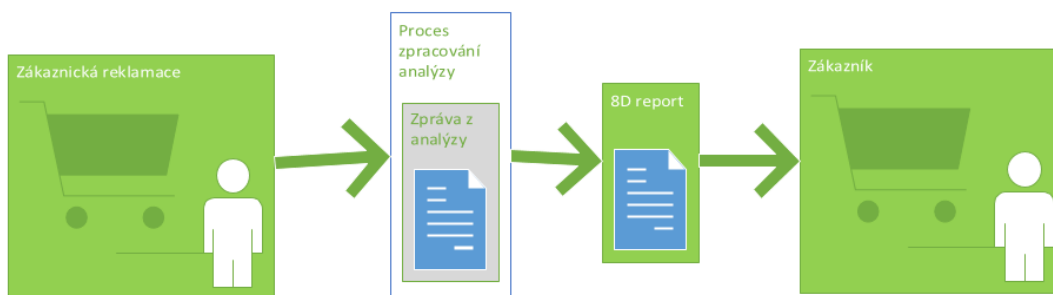 Zákaznická reklamace
Proces
zpracování
analýzy
Zpráva z
analýzy
8D report
Zákazník